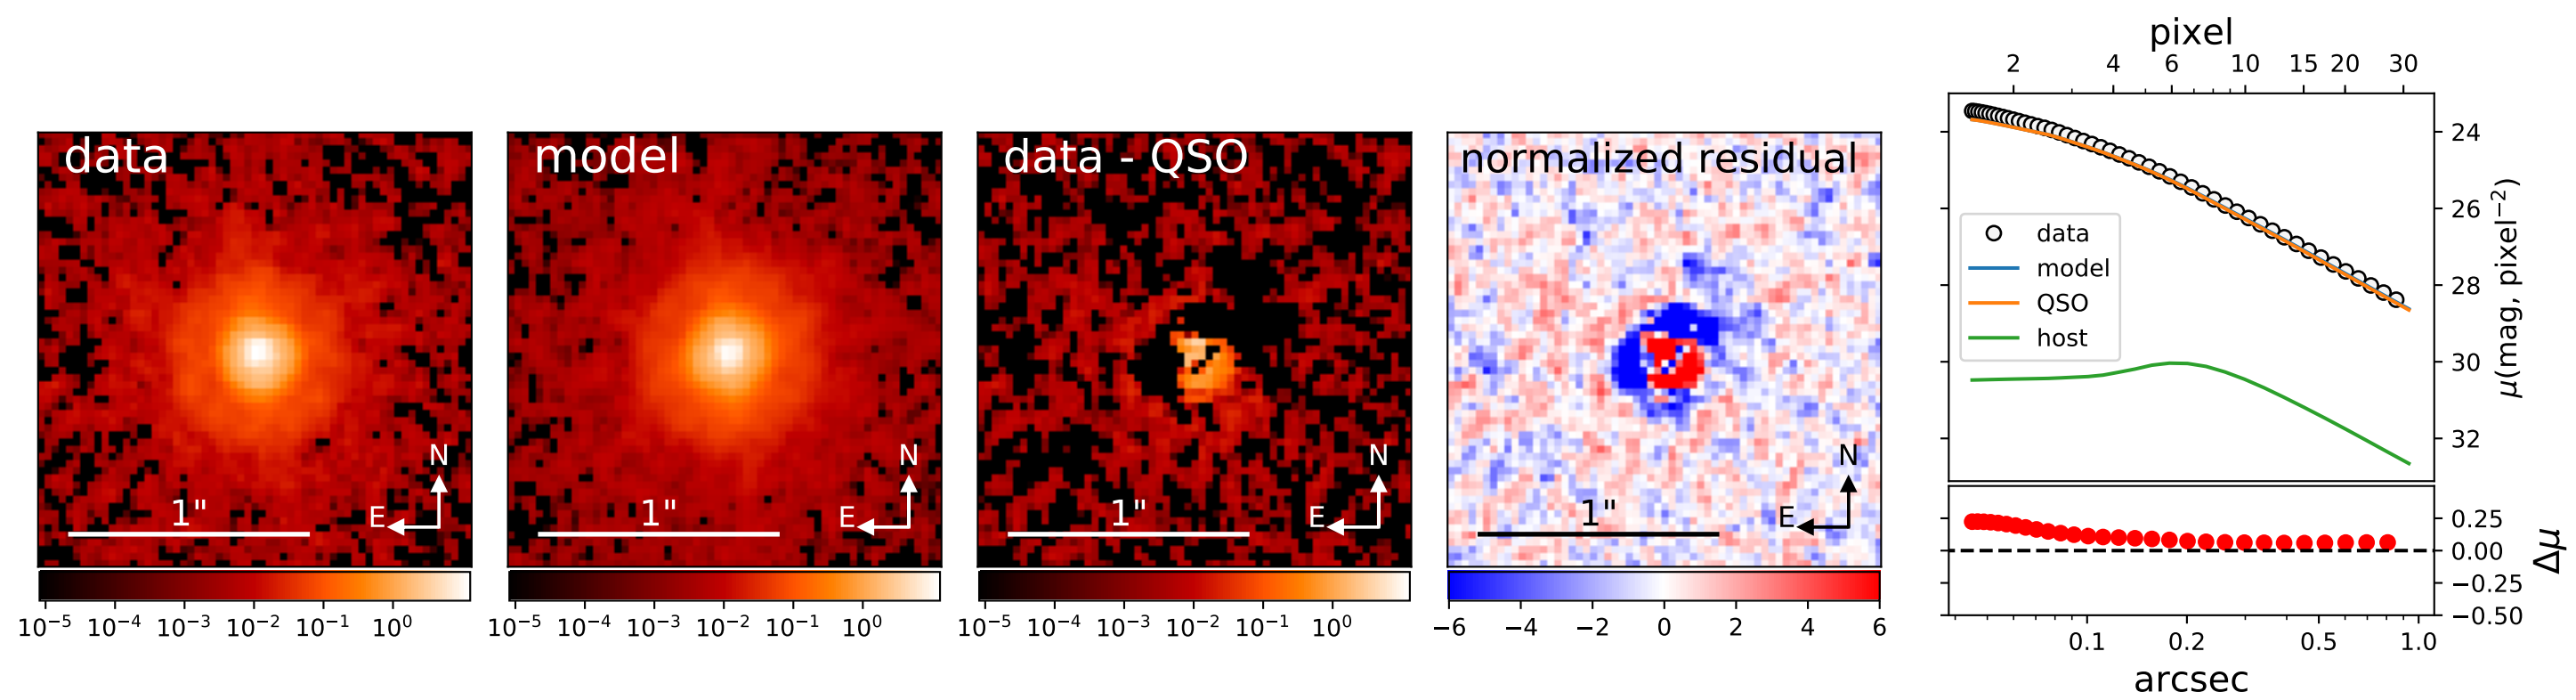 data
N
E
1"
10⁻⁵ 10⁻⁴ 10⁻³ 10⁻² 10⁻¹ 10⁰
model
N
E
1"
10⁻⁵ 10⁻⁴ 10⁻³ 10⁻² 10⁻¹ 10⁰
data - QSO
N
E
1"
10⁻⁵ 10⁻⁴ 10⁻³ 10⁻² 10⁻¹ 10⁰
normalized residual
N
E
1"
−6 −4 −2 0 2 4 6
pixel
2 4 6 10 15 20 30
data
model
QSO
host
24
26
28
30
32
μ(mag, pixel⁻²)
0.25
0.00
−0.25
−0.50
Δμ
0.1 0.2 0.5 1.0
arcsec